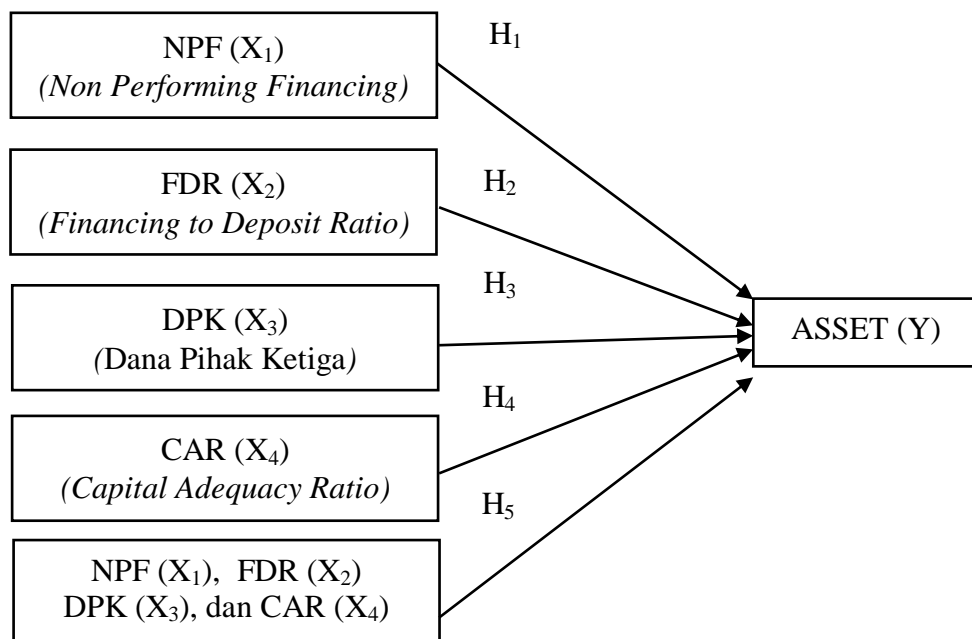 H₁
NPF (X₁)
(Non Performing Financing)
H₂
FDR (X₂)
(Financing to Deposit Ratio)
H₃
DPK (X₃)
(Dana Pihak Ketiga)
ASSET (Y)
H₄
CAR (X₄)
(Capital Adequacy Ratio)
H₅
NPF (X₁), FDR (X₂)
DPK (X₃), dan CAR (X₄)